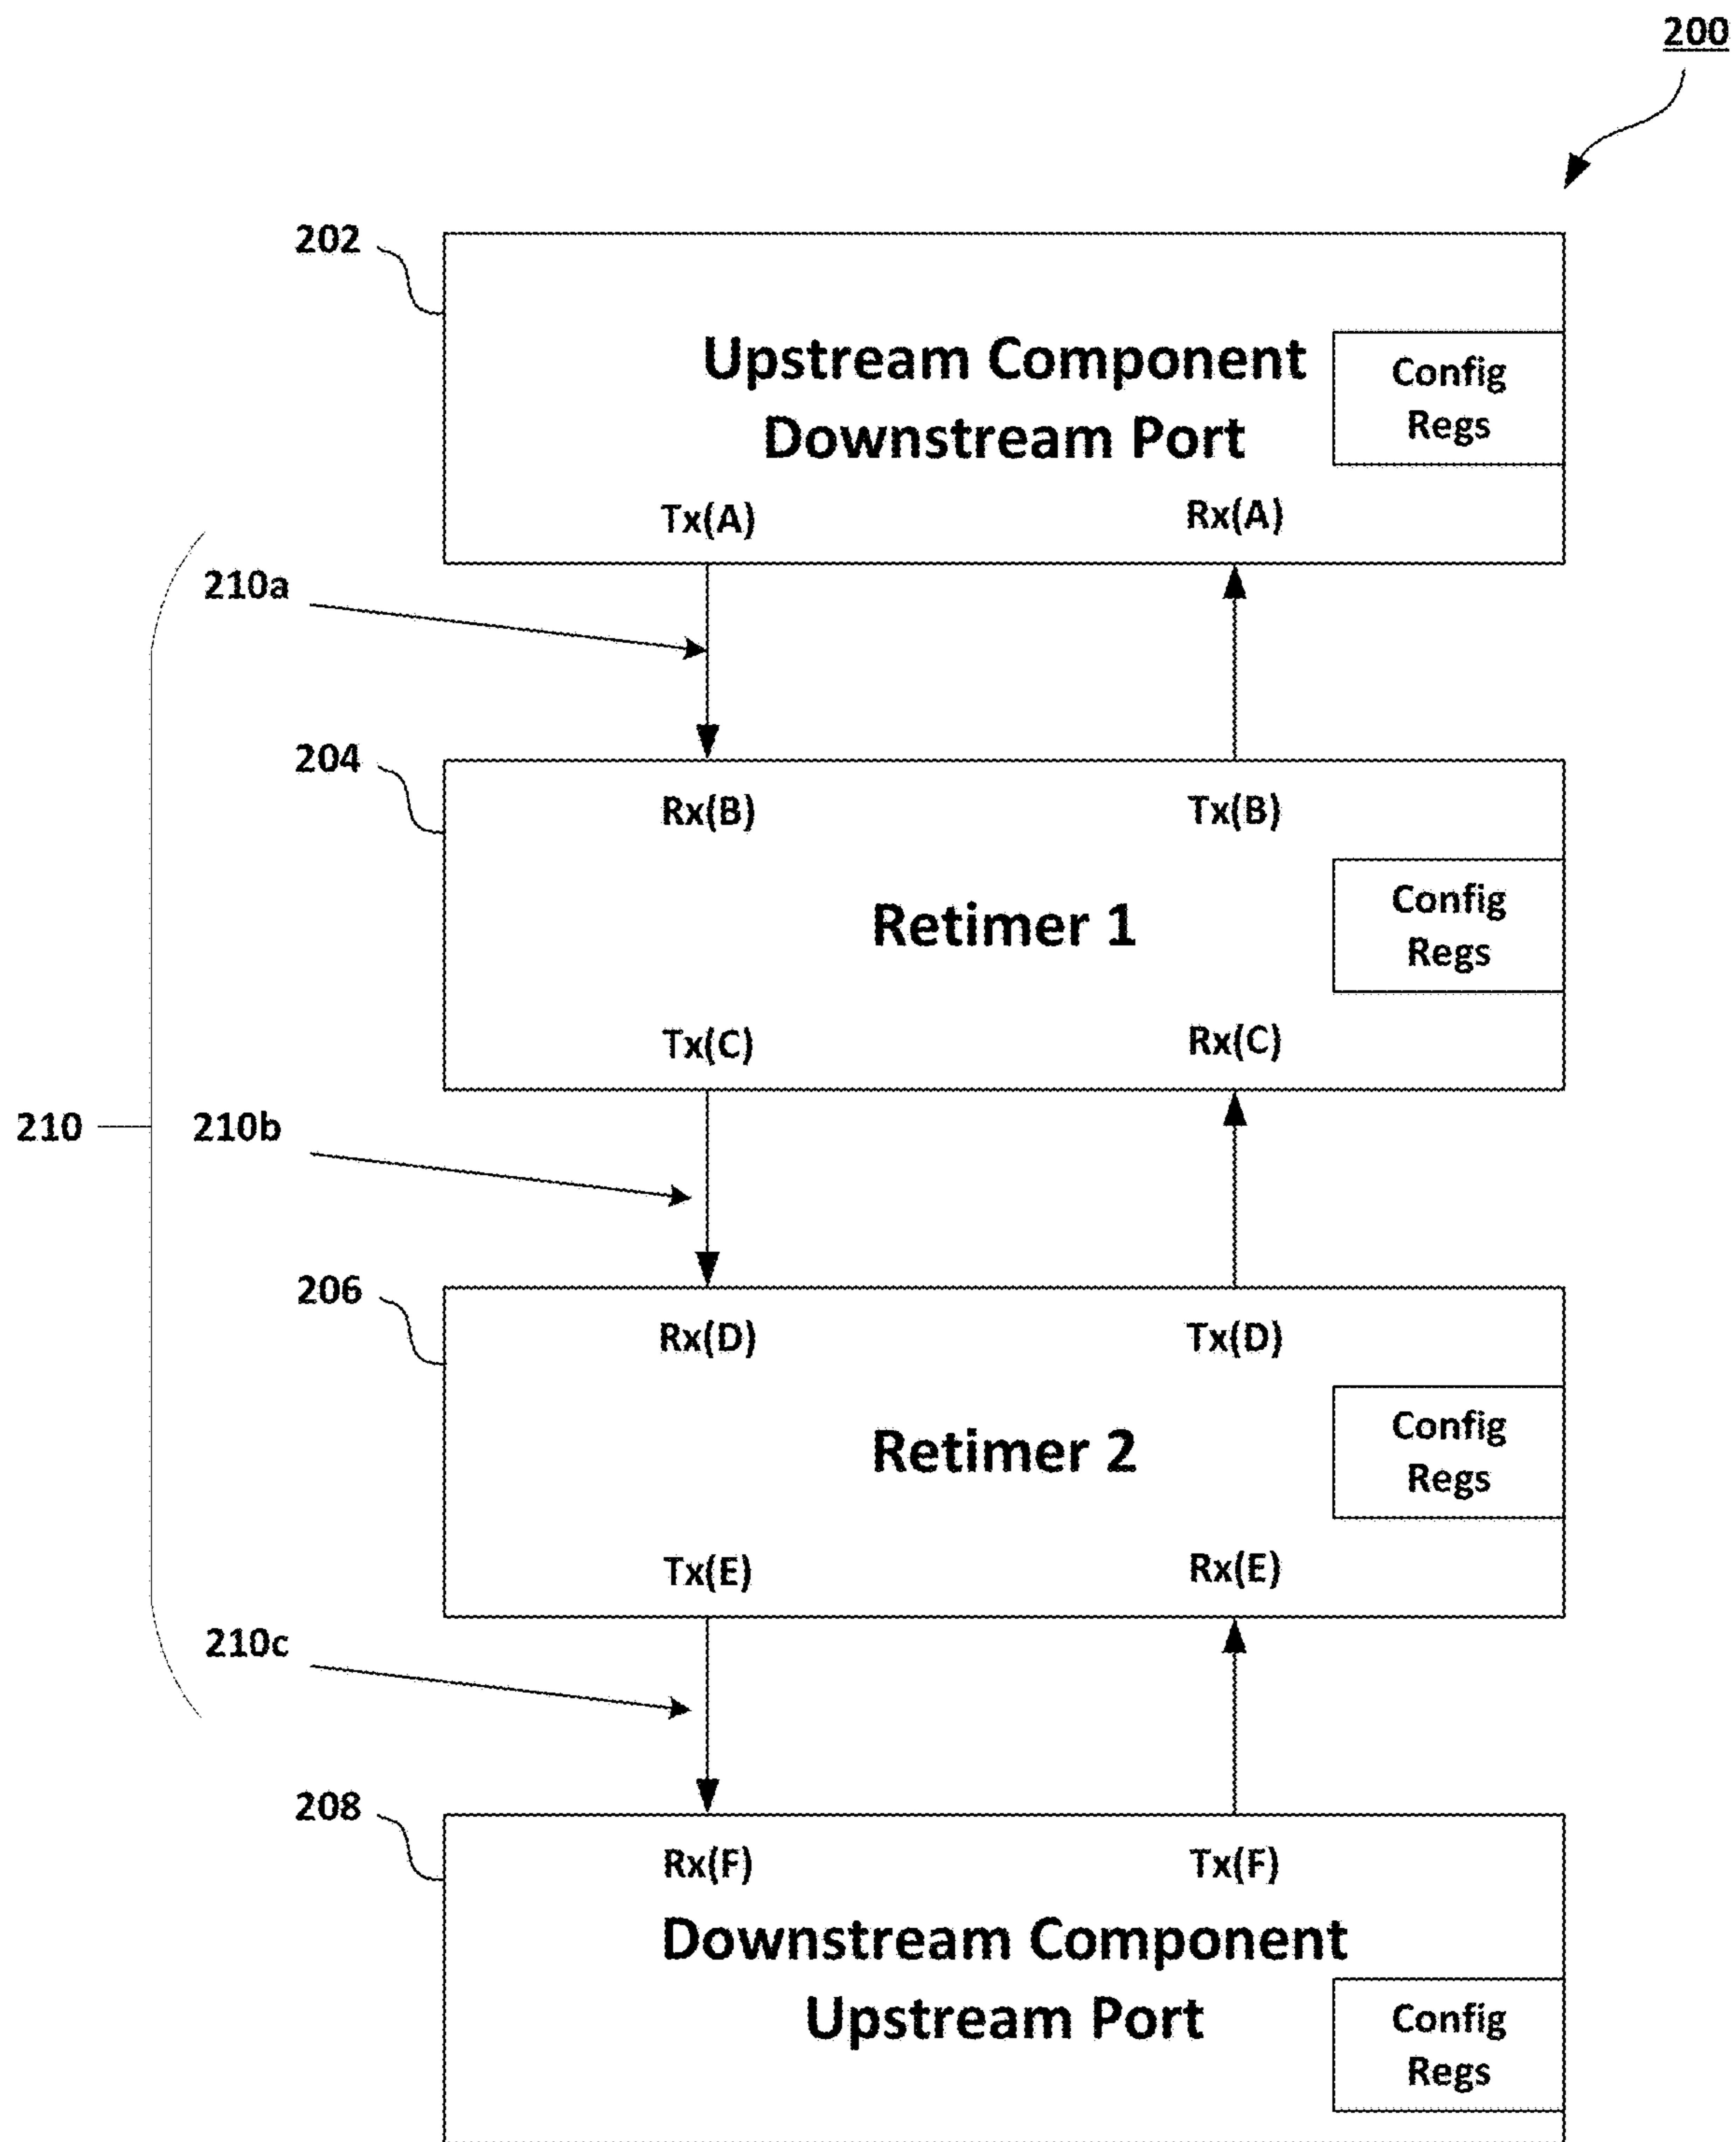 200
202
Upstream Component
Downstream Port
Config
Regs
Tx(A)
Rx(A)
210a
204
Rx(B)
Tx(B)
Retimer 1
Config
Regs
Tx(C)
Rx(C)
210
210b
206
Rx(D)
Tx(D)
Retimer 2
Config
Regs
Tx(E)
Rx(E)
210c
208
Rx(F)
Tx(F)
Downstream Component
Upstream Port
Config
Regs